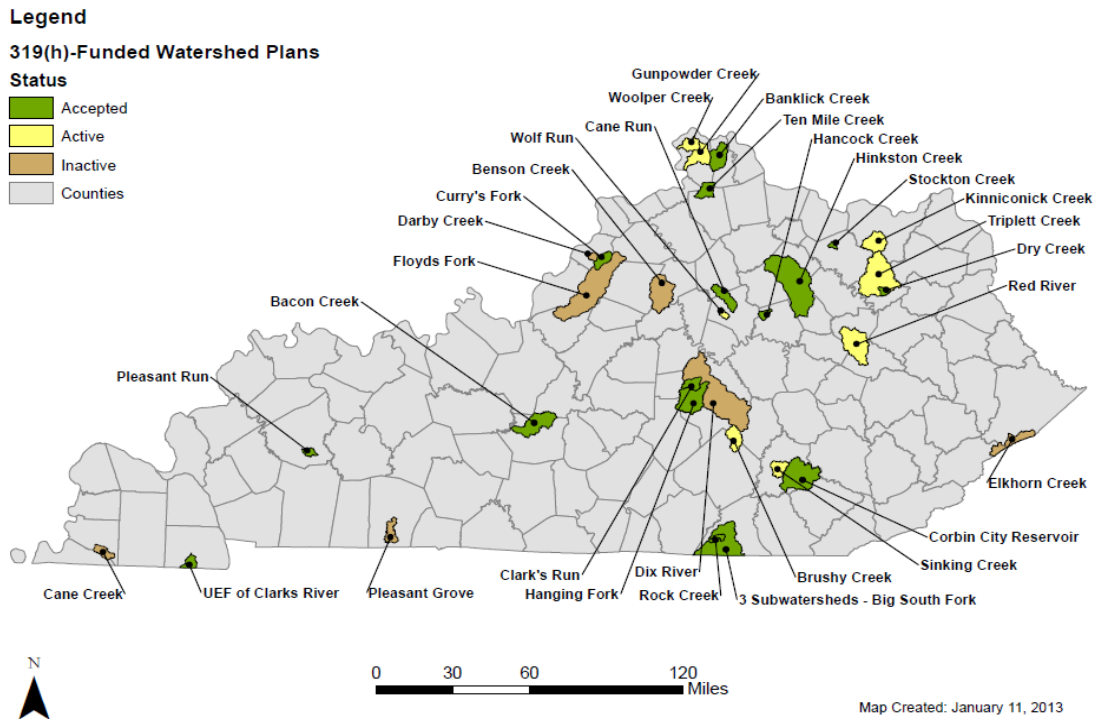 Legend
319(h)-Funded Watershed Plans
Status
Accepted
Active
Inactive
Counties
Gunpowder Creek
Woolper Creek
Banklick Creek
Ten Mile Creek
Cane Run
Hancock Creek
Wolf Run
Hinkston Creek
Benson Creek
Stockton Creek
Curry's Fork
Kinniconick Creek
Darby Creek
Triplett Creek
Dry Creek
Floyds Fork
Red River
Bacon Creek
Pleasant Run
Elkhorn Creek
Corbin City Reservoir
Sinking Creek
Clark's Run
Dix River
Brushy Creek
Cane Creek
UEF of Clarks River
Pleasant Grove
Hanging Fork
Rock Creek
3 Subwatersheds - Big South Fork
N
0 30 60 120
Miles
Map Created: January 11, 2013